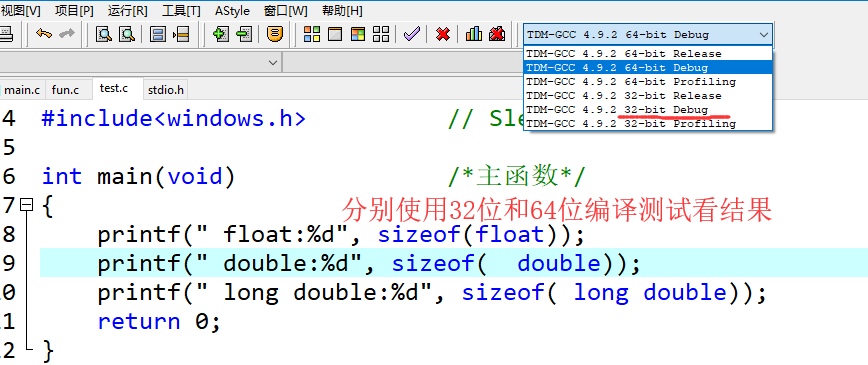 视图[V] 项目[P] 运行[R] 工具[T] AStyle 窗口[W] 帮助[H]
TDM-GCC 4.9.2 64-bit Debug
TDM-GCC 4.9.2 64-bit Release
TDM-GCC 4.9.2 64-bit Debug
TDM-GCC 4.9.2 64-bit Profiling
TDM-GCC 4.9.2 32-bit Release
TDM-GCC 4.9.2 32-bit Debug
TDM-GCC 4.9.2 32-bit Profiling
main.c fun.c test.c stdio.h
4 #include<windows.h> // Sle
5
6 int main(void) /*主函数*/
7 {
分别使用32位和64位编译测试看结果
8 printf(" float:%d", sizeof(float));
9 printf(" double:%d", sizeof(  double));
0 printf(" long double:%d", sizeof( long double));
1 return 0;
2 }